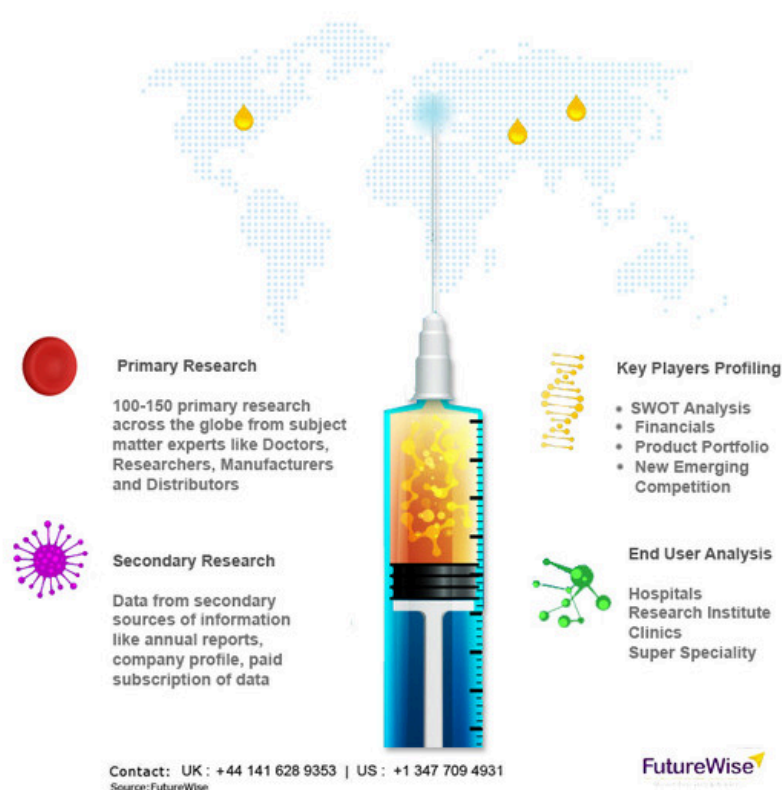 Primary Research
100-150 primary research
across the globe from subject
matter experts like Doctors,
Researchers, Manufacturers
and Distributors
Secondary Research
Data from secondary
sources of information
like annual reports,
company profile, paid
subscription of data
Key Players Profiling
• SWOT Analysis
• Financials
• Product Portfolio
• New Emerging
Competition
End User Analysis
Hospitals
Research Institute
Clinics
Super Speciality
Contact: UK : +44 141 628 9353 | US : +1 347 709 4931
Source:FutureWise
FutureWise